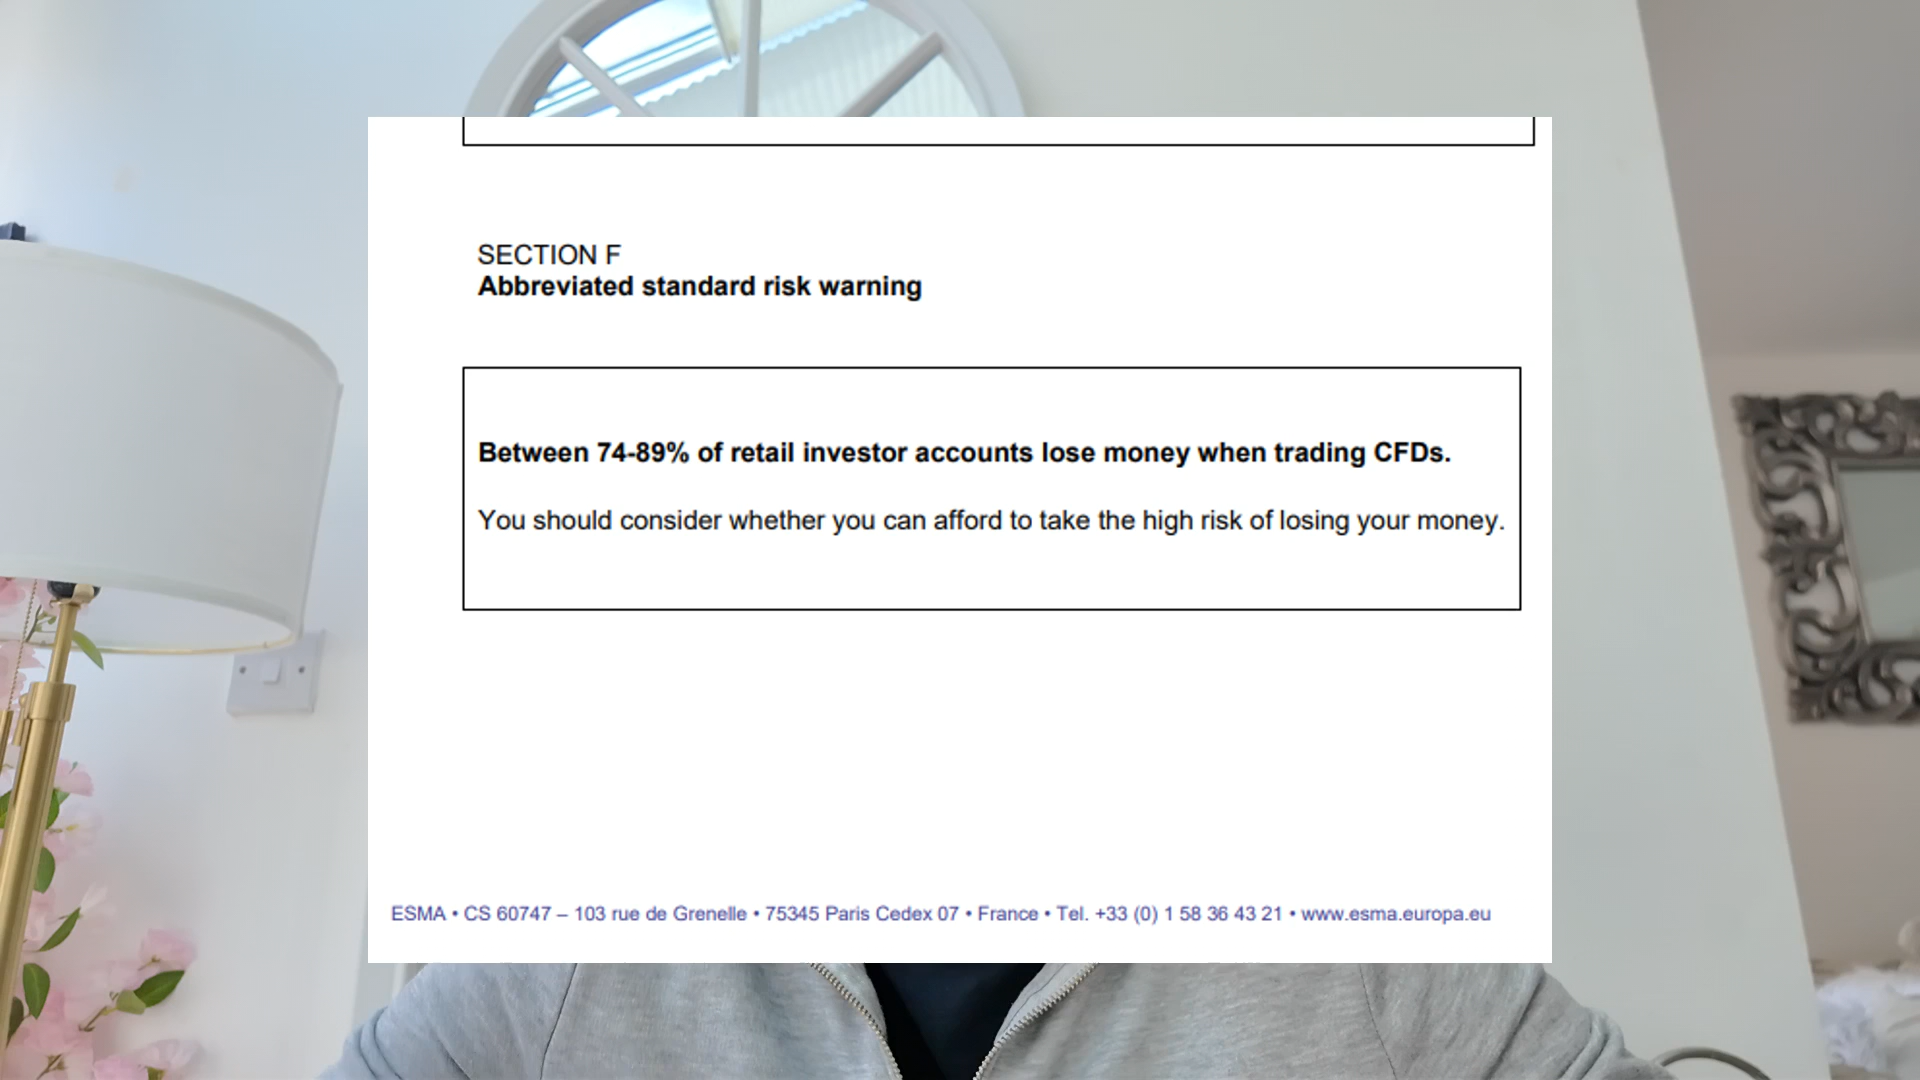 SECTION F
Abbreviated standard risk warning
Between 74-89% of retail investor accounts lose money when trading CFDs.
You should consider whether you can afford to take the high risk of losing your money.
ESMA • CS 60747 – 103 rue de Grenelle • 75345 Paris Cedex 07 • France • Tel. +33 (0) 1 58 36 43 21 • www.esma.europa.eu